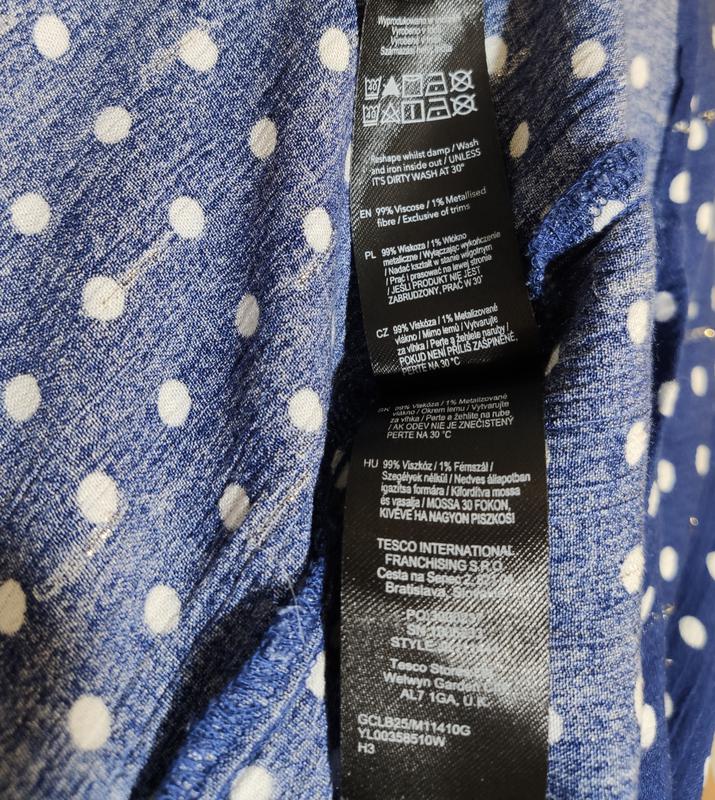 Wyprodukowano w
Reshape whilst damp / Wash
and iron inside out / UNLESS
IT'S DIRTY WASH AT 30°
EN 99% Viscose / 1% Metallised
fibre / Exclusive of trims
PL 99% Wiskoza / 1% Włókno
metaliczne / Wyłączając wykończenie
/ Nadać kształt w stanie wilgotnym
/ Prać i prasować na lewej stronie
/ JEŚLI PRODUKT NIE JEST
ZABRUDZONY, PRAĆ W 30°
CZ 99% Viskóza / 1% Metalizované
vlákno / Mimo lemů / Vytvarujte
za vlhka / Perte a žehlete naruby /
POKUD NENÍ PŘÍLIŠ ZAŠPINĚNÉ,
PERTE NA 30 °C
SK 99% Viskóza / 1% Metalizované
vlákno / Okrem lemu / Vytvarujte
za vlhka / Perte a žehlite na rube
/ AK ODEV NIE JE ZNEČISTENÝ
PERTE NA 30 °C
HU 99% Viszkóz / 1% Fémszál /
Szegélyek nélkül / Nedves állapotban
igazítsa formára / Kifordítva mossa
és vasalja / MOSSA 30 FOKON,
KIVÉVE HA NAGYON PISZKOS!
TESCO INTERNATIONAL
FRANCHISING S.R.O.
Cesta na Senec 2,
Bratislava,
STYLE
Tesco
Welwyn Garden
AL7 1GA, U.K.
GCLB25/M11410G
YL00358510W
H3